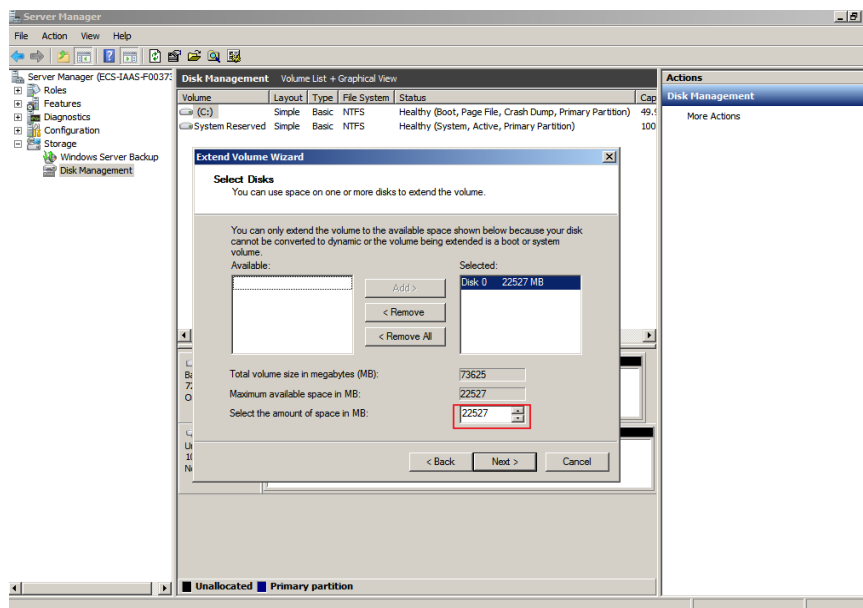 Server Manager
File Action View Help
Server Manager (ECS-IAAS-F0037
Roles
Features
Diagnostics
Configuration
Storage
Windows Server Backup
Disk Management
Disk Management Volume List + Graphical View
Volume Layout Type File System Status Cap
(C:) Simple Basic NTFS Healthy (Boot, Page File, Crash Dump, Primary Partition) 49.9
System Reserved Simple Basic NTFS Healthy (System, Active, Primary Partition) 100
Actions
Disk Management
More Actions
Extend Volume Wizard
Select Disks
You can use space on one or more disks to extend the volume.
You can only extend the volume to the available space shown below because your disk
cannot be converted to dynamic or the volume being extended is a boot or system
volume.
Available: Selected:
Disk 0 22527 MB
Add >
< Remove
< Remove All
Total volume size in megabytes (MB): 73625
Maximum available space in MB: 22527
Select the amount of space in MB: 22527
< Back Next > Cancel
Ba
O
Un
10
Unallocated Primary partition